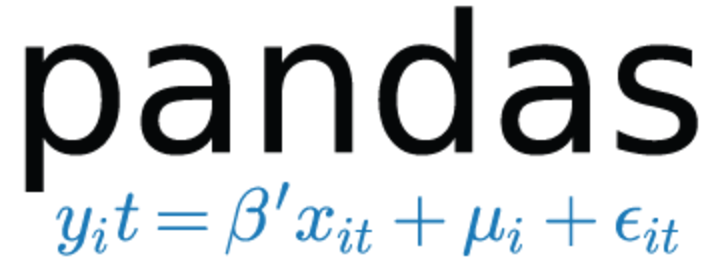 pandas
yᵢt = β′xᵢₜ + μᵢ + ϵᵢₜ